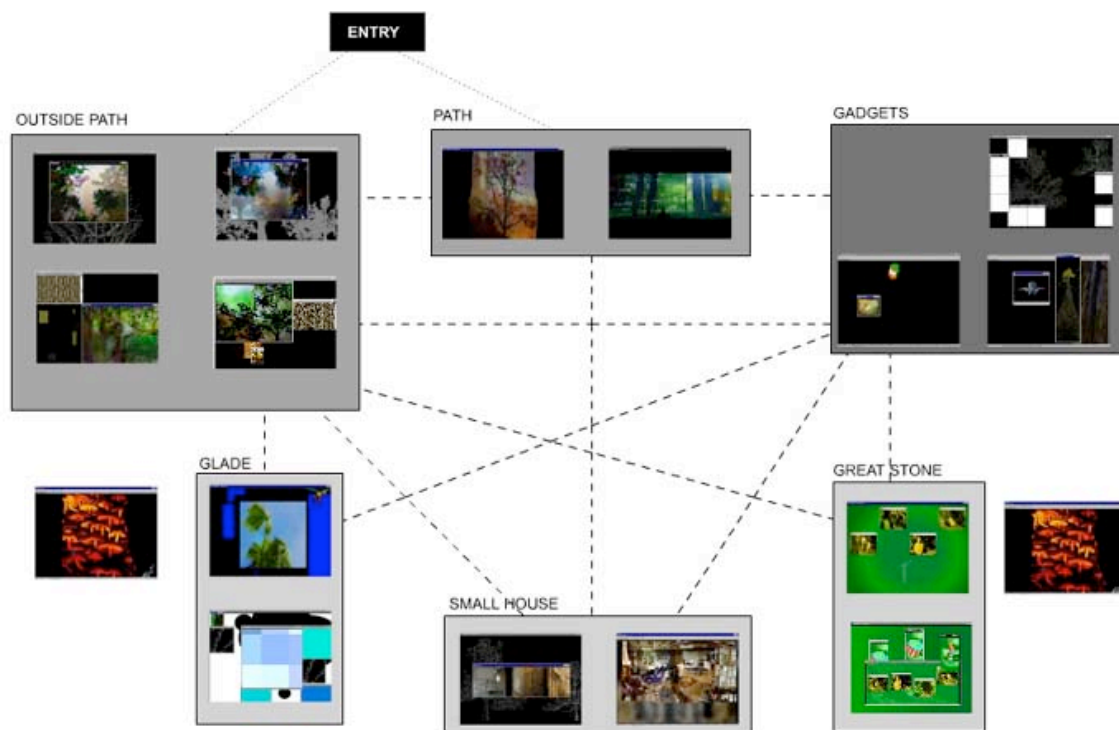 ENTRY
OUTSIDE PATH
PATH
GADGETS
GLADE
GREAT STONE
SMALL HOUSE